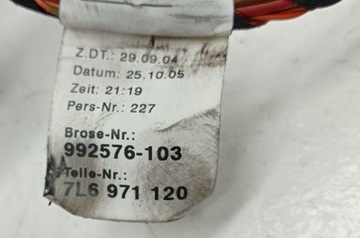 Z.DT.: 29.09.04
Datum: 25.10.05
Zeit: 21:19
Pers-Nr.: 227
Brose-Nr.:
992576-103
Teile-Nr.:
7L6 971 120